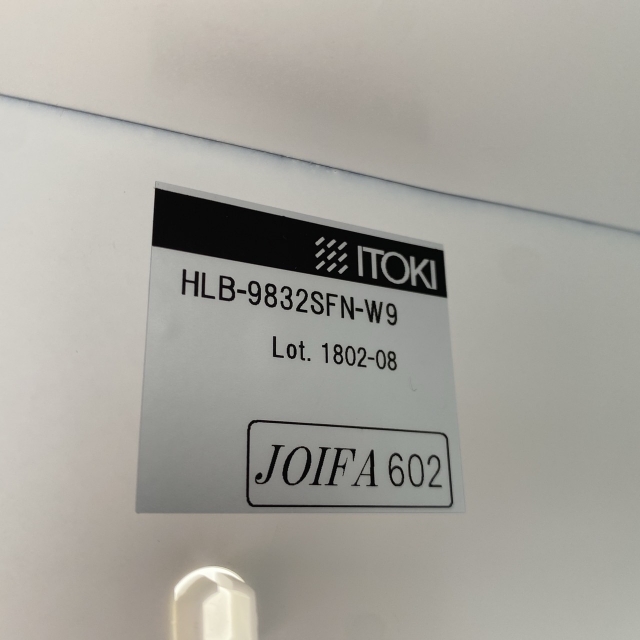 ITOKI
HLB-9832SFN-W9
Lot. 1802-08
JOIFA 602